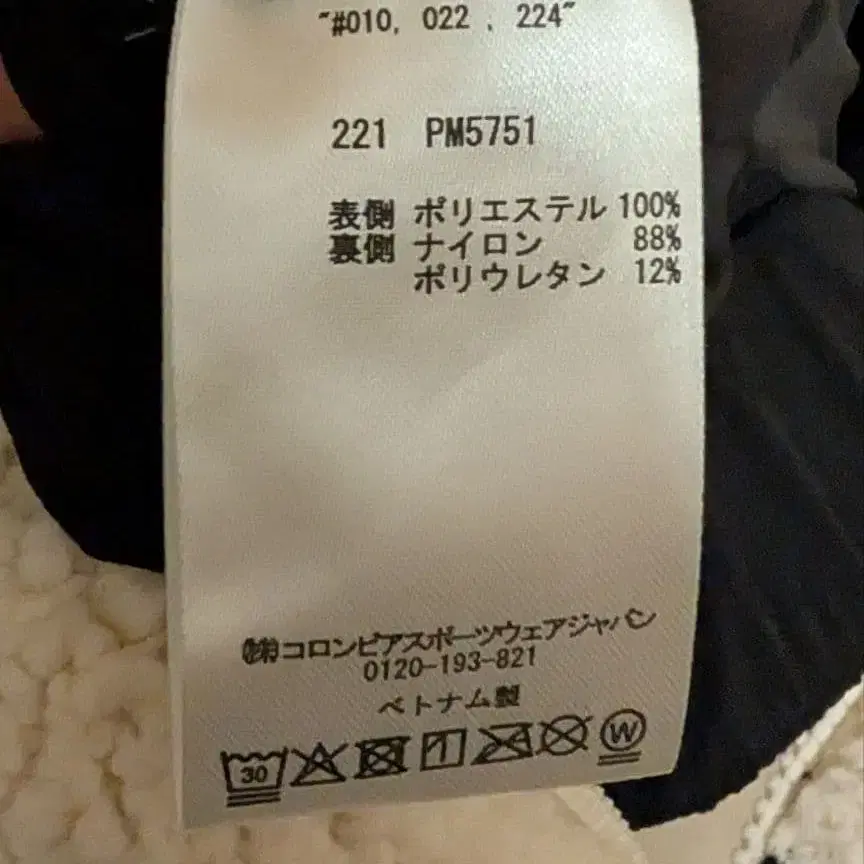 "#010, 022 , 224"
221 PM5751
表側 ポリエステル 100%
裏側 ナイロン 88%
ポリウレタン 12%
㈱コロンビアスポーツウェアジャパン
0120-193-821
ベトナム製
30 W